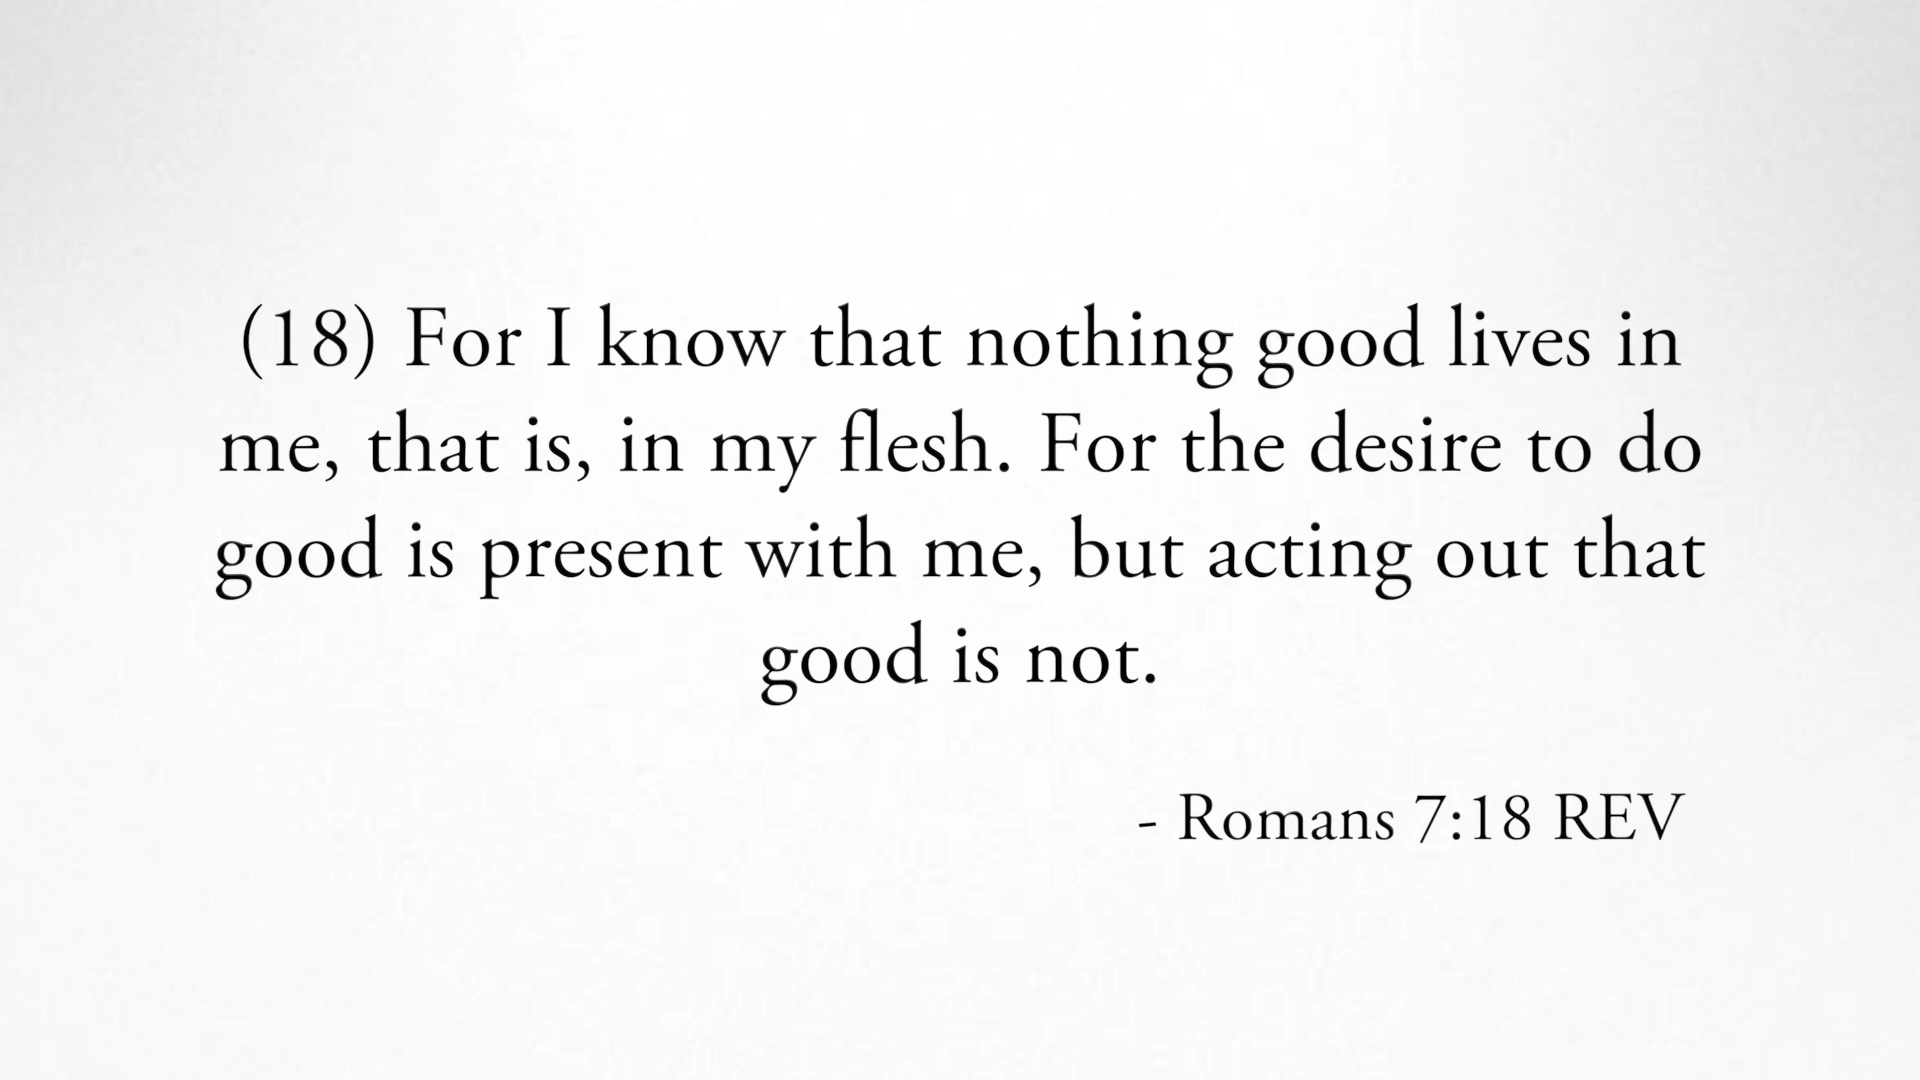 (18) For I know that nothing good lives in
me, that is, in my flesh. For the desire to do
good is present with me, but acting out that
good is not.
- Romans 7:18 REV